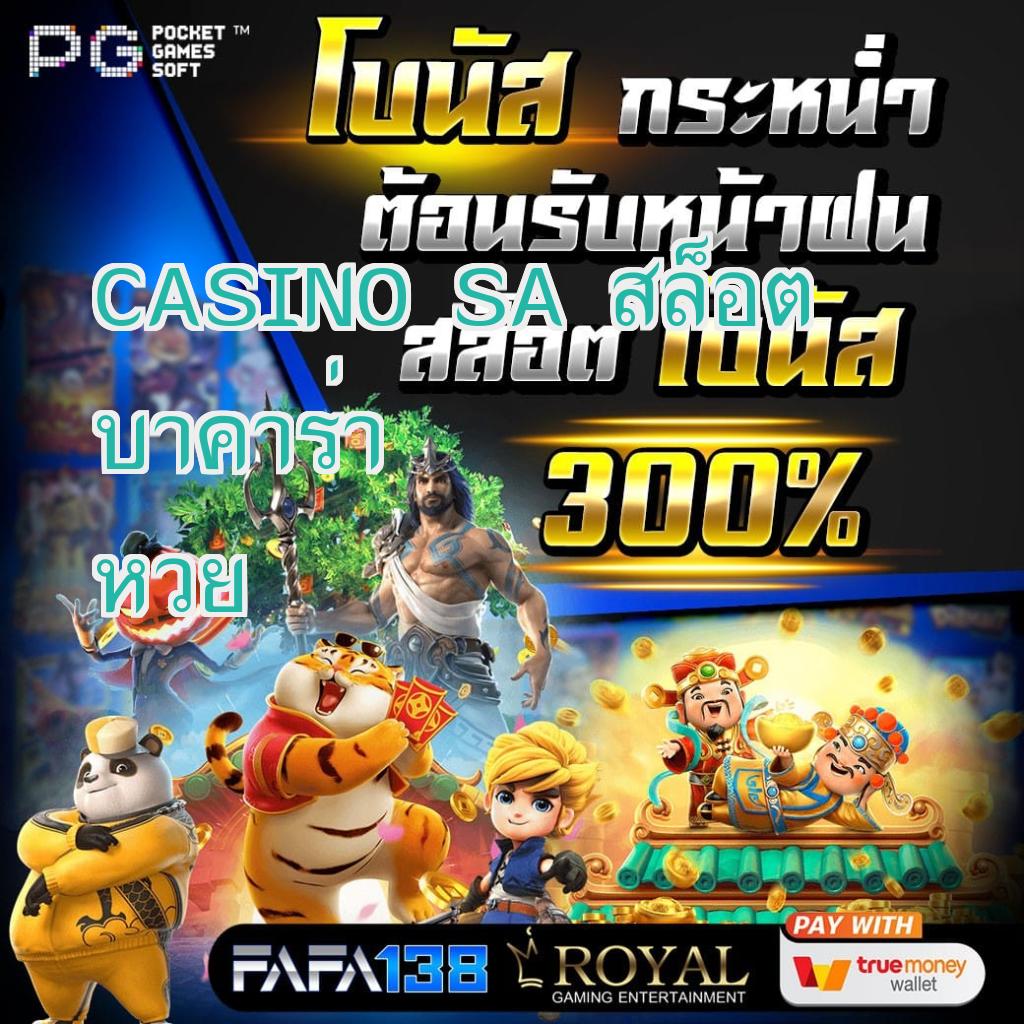 PG POCKET GAMES SOFT™
โบนัส กระหน่ำ
ต้อนรับหน้าฝน
CASINO SA สล็อต
สล็อต โบนัส
บาคาร่า
300%
หวย
FAFA138
ROYAL
GAMING ENTERTAINMENT
PAY WITH
truemoney
wallet